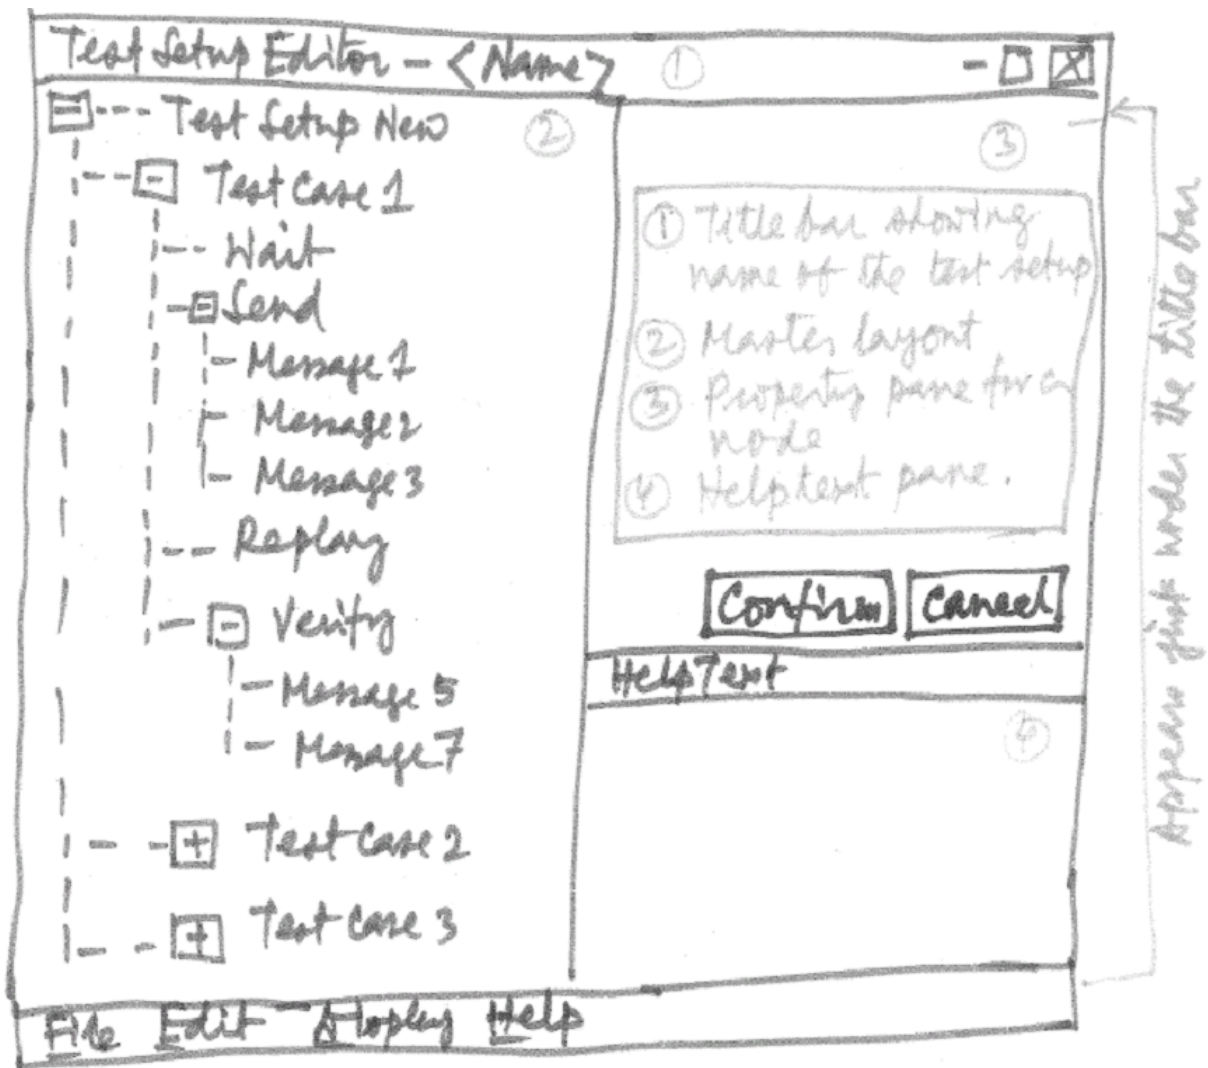 Test Setup Editor - <Name>
①
Test Setup New
②
Test Case 1
Wait
Send
Message 1
Message 2
Message 3
Replay
Verify
Message 5
Message 7
Test Case 2
Test Case 3
③
① Title bar showing
name of the test setup
② Master layout
③ Property pane for a
node
④ Helptext pane.
Confirm
Cancel
HelpText
④
File Edit Help
Appears just under the title bar